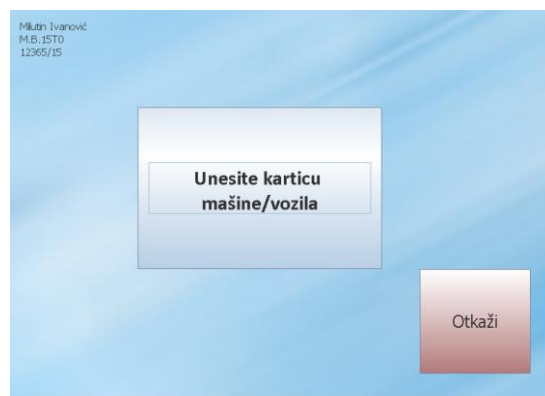 Milutin Ivanović
M.B.15T0
12365/15
Unesite karticu
mašine/vozila
Otkaži